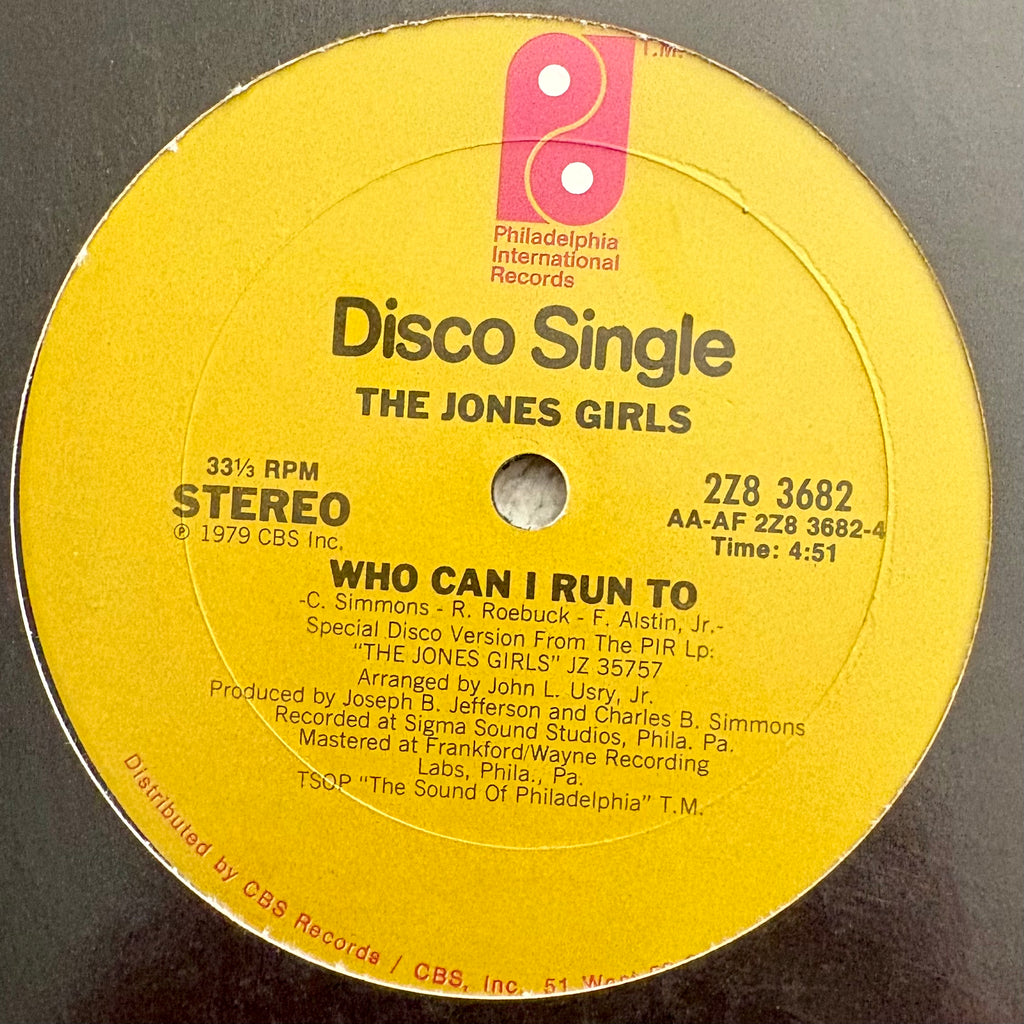 T.M.
Philadelphia
International
Records
Disco Single
THE JONES GIRLS
33⅓ RPM
STEREO
℗ 1979 CBS Inc.
2Z8 3682
AA-AF 2Z8 3682-4
Time: 4:51
WHO CAN I RUN TO
-C. Simmons - R. Roebuck - F. Alstin, Jr.-
Special Disco Version From The PIR Lp:
"THE JONES GIRLS" JZ 35757
Arranged by John L. Usry, Jr.
Produced by Joseph B. Jefferson and Charles B. Simmons
Recorded at Sigma Sound Studios, Phila. Pa.
Mastered at Frankford/Wayne Recording
Labs, Phila., Pa.
TSOP "The Sound Of Philadelphia" T.M.
Distributed by CBS Records / CBS, Inc. 51